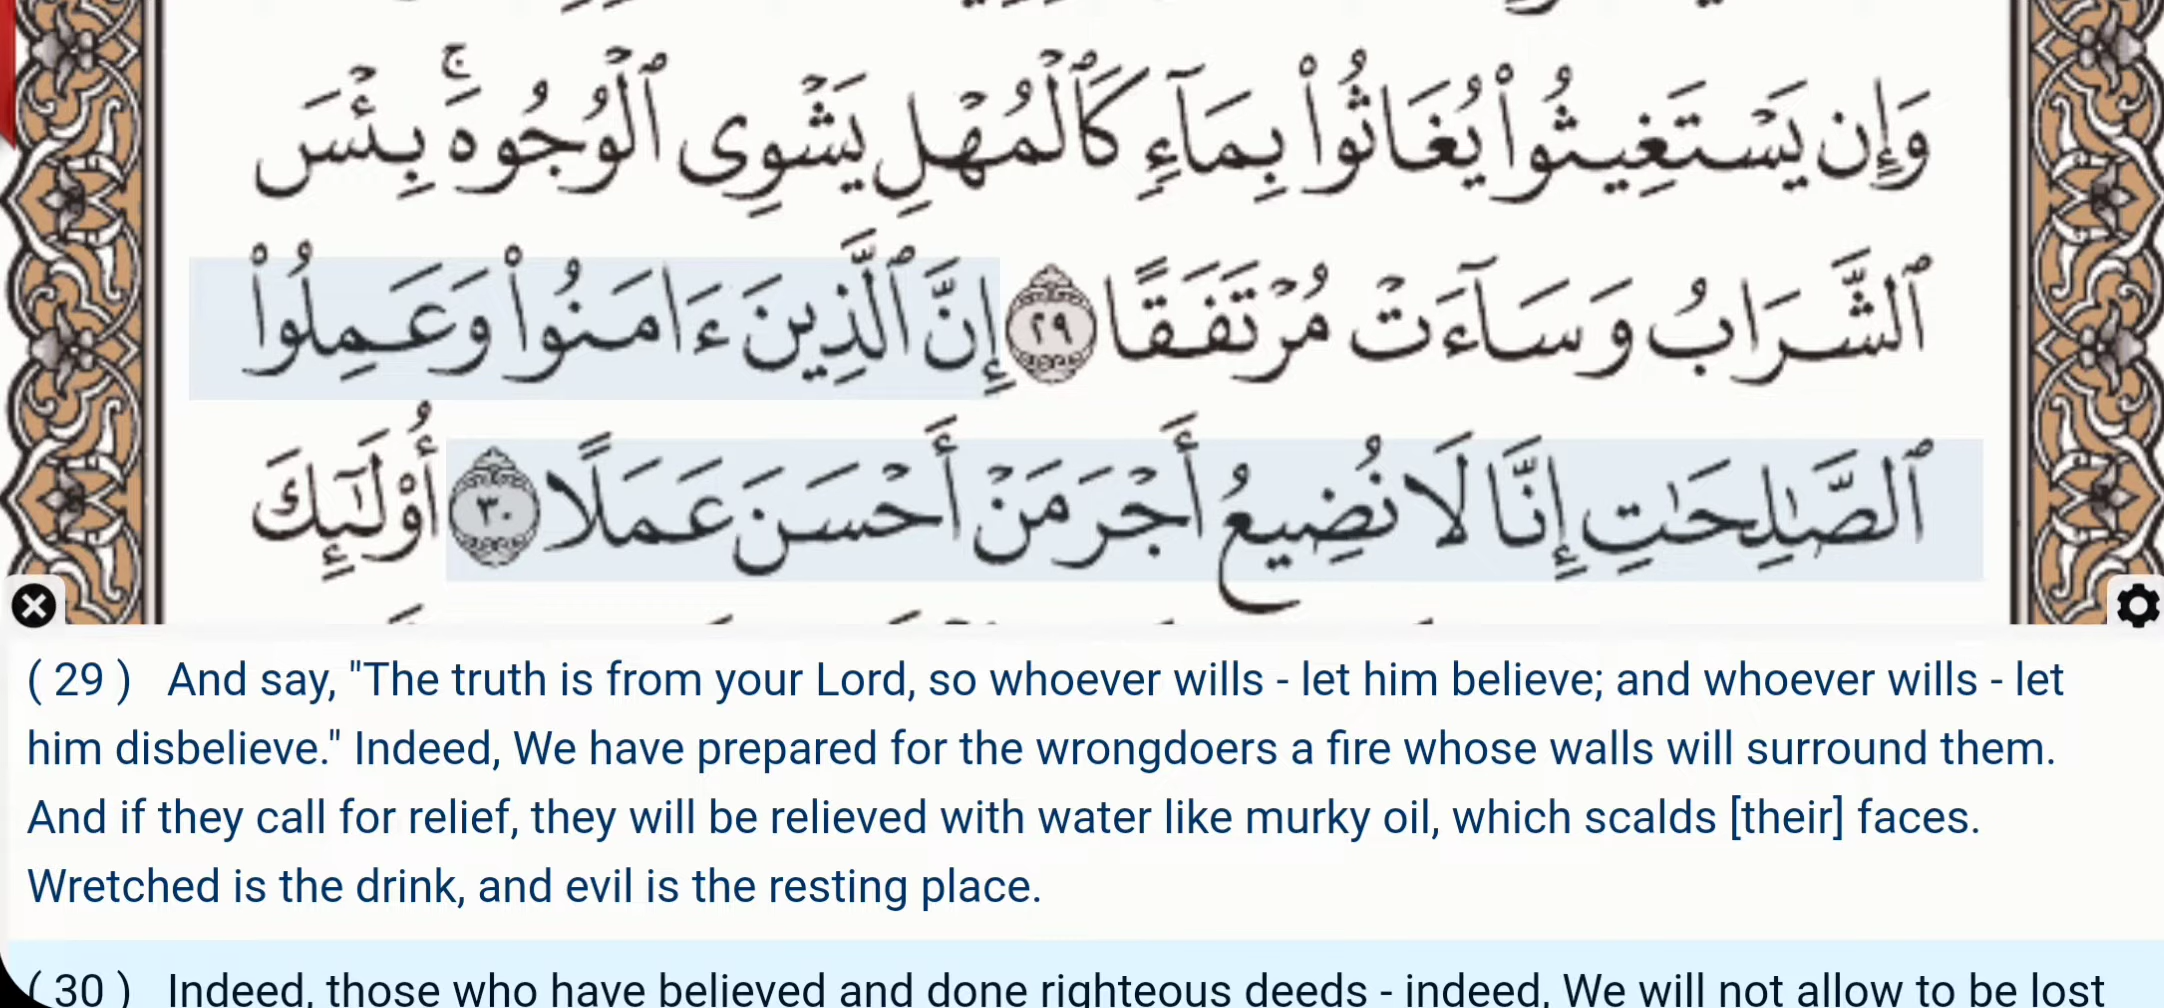 وَإِن يَسْتَغِيثُوا۟ يُغَاثُوا۟ بِمَآءٍ كَٱلْمُهْلِ يَشْوِى ٱلْوُجُوهَ ۚ بِئْسَ
ٱلشَّرَابُ وَسَآءَتْ مُرْتَفَقًا ٢٩ إِنَّ ٱلَّذِينَ ءَامَنُوا۟ وَعَمِلُوا۟
ٱلصَّٰلِحَٰتِ إِنَّا لَا نُضِيعُ أَجْرَ مَنْ أَحْسَنَ عَمَلًا ٣٠ أُو۟لَٰٓئِكَ
( 29 ) And say, "The truth is from your Lord, so whoever wills - let him believe; and whoever wills - let
him disbelieve." Indeed, We have prepared for the wrongdoers a fire whose walls will surround them.
And if they call for relief, they will be relieved with water like murky oil, which scalds [their] faces.
Wretched is the drink, and evil is the resting place.
( 30 ) Indeed, those who have believed and done righteous deeds - indeed, We will not allow to be lost